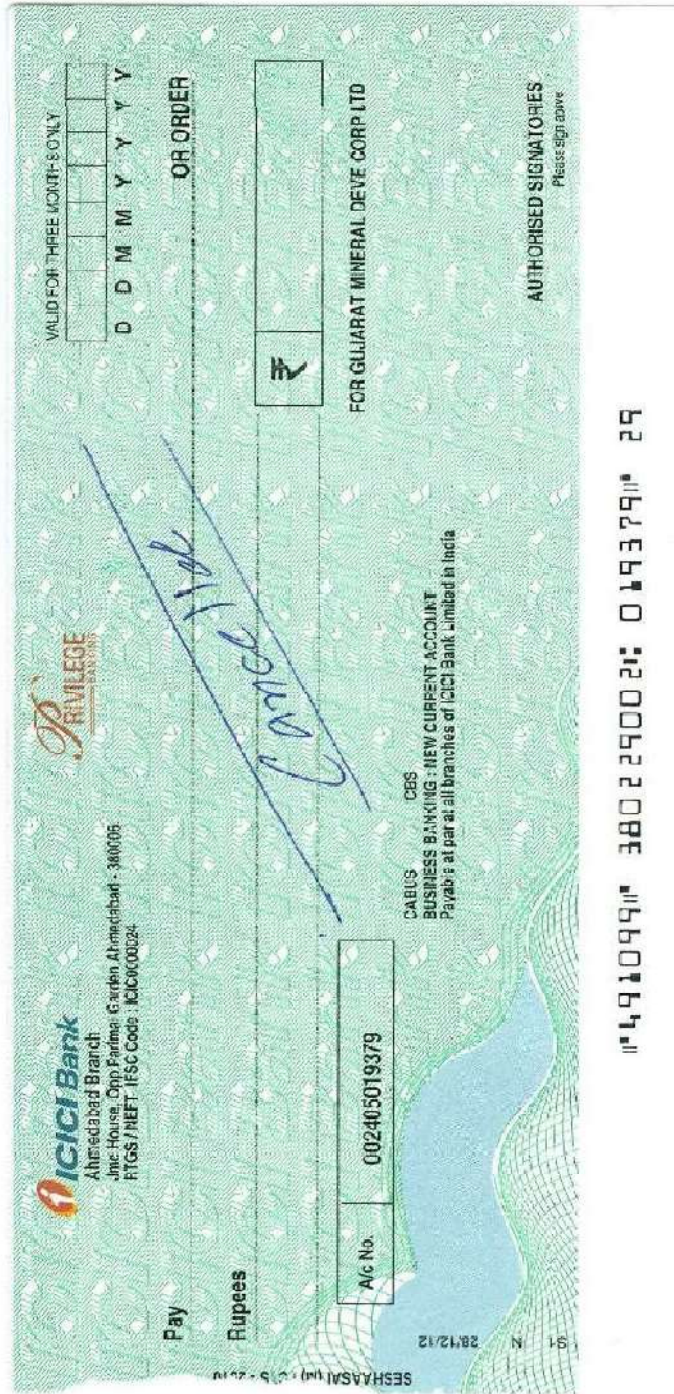 ICICI Bank
Ahmedabad Branch
Jmc House, Opp Parimal Garden Ahmedabad - 380006
RTGS / NEFT IFSC Code : ICIC0000024
PRIVILEGE
BANKING
VALID FOR THREE MONTHS ONLY
D D M M Y Y Y Y
Pay
OR ORDER
Rupees
₹
Cancelled
A/c No.
002405019379
FOR GUJARAT MINERAL DEVE CORP LTD
CABUS CBS
BUSINESS BANKING : NEW CURRENT ACCOUNT
Payable at par at all branches of ICICI Bank Limited in India
AUTHORISED SIGNATORIES
Please sign above
28/12/12
N
SESHAASAI
⑈491099⑈ 380229002⑆ 019379⑈ 29